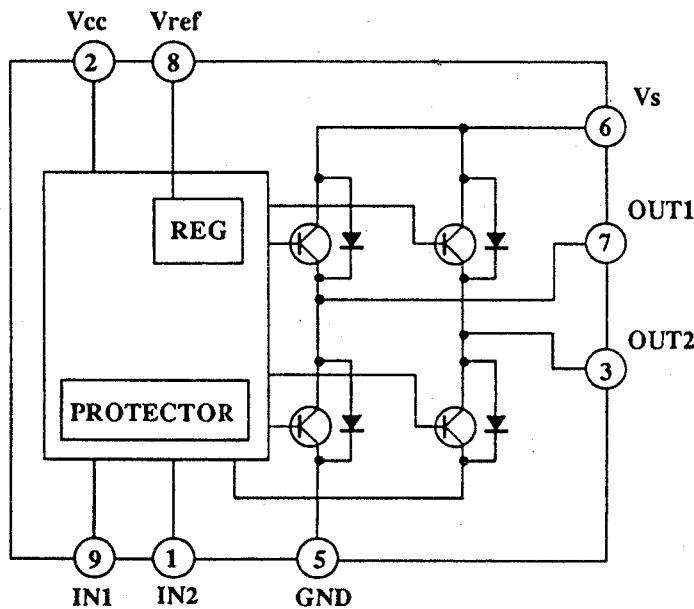 Vcc Vref
2 8
Vs
6
REG
OUT1
7
OUT2
3
PROTECTOR
9 1 5
IN1 IN2 GND